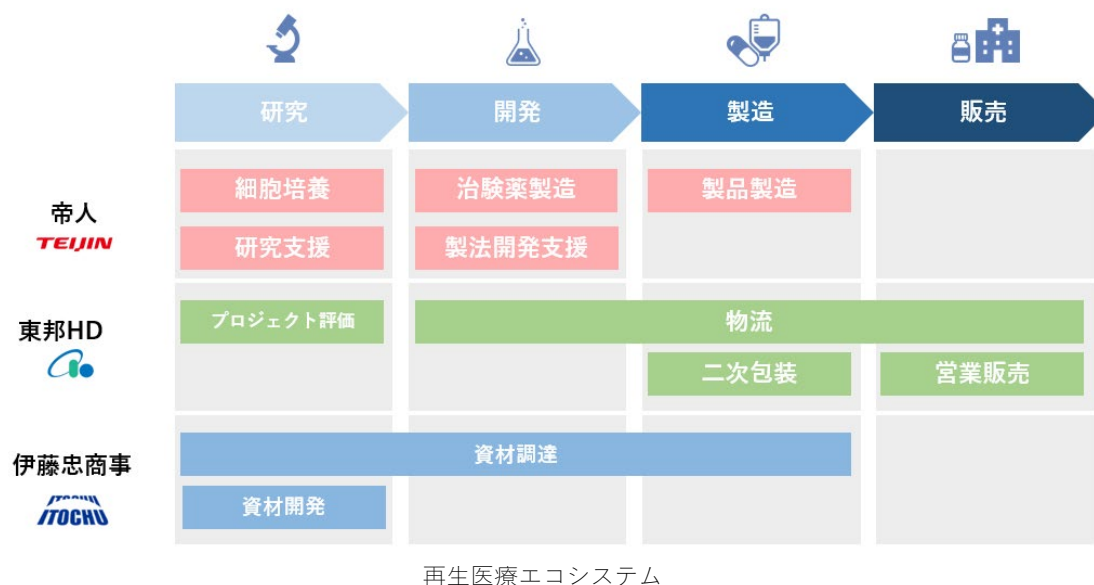 研究
開発
製造
販売
帝人
TEIJIN
細胞培養
治験薬製造
製品製造
研究支援
製法開発支援
東邦HD
プロジェクト評価
物流
二次包装
営業販売
伊藤忠商事
ITOCHU
資材調達
資材開発
再生医療エコシステム